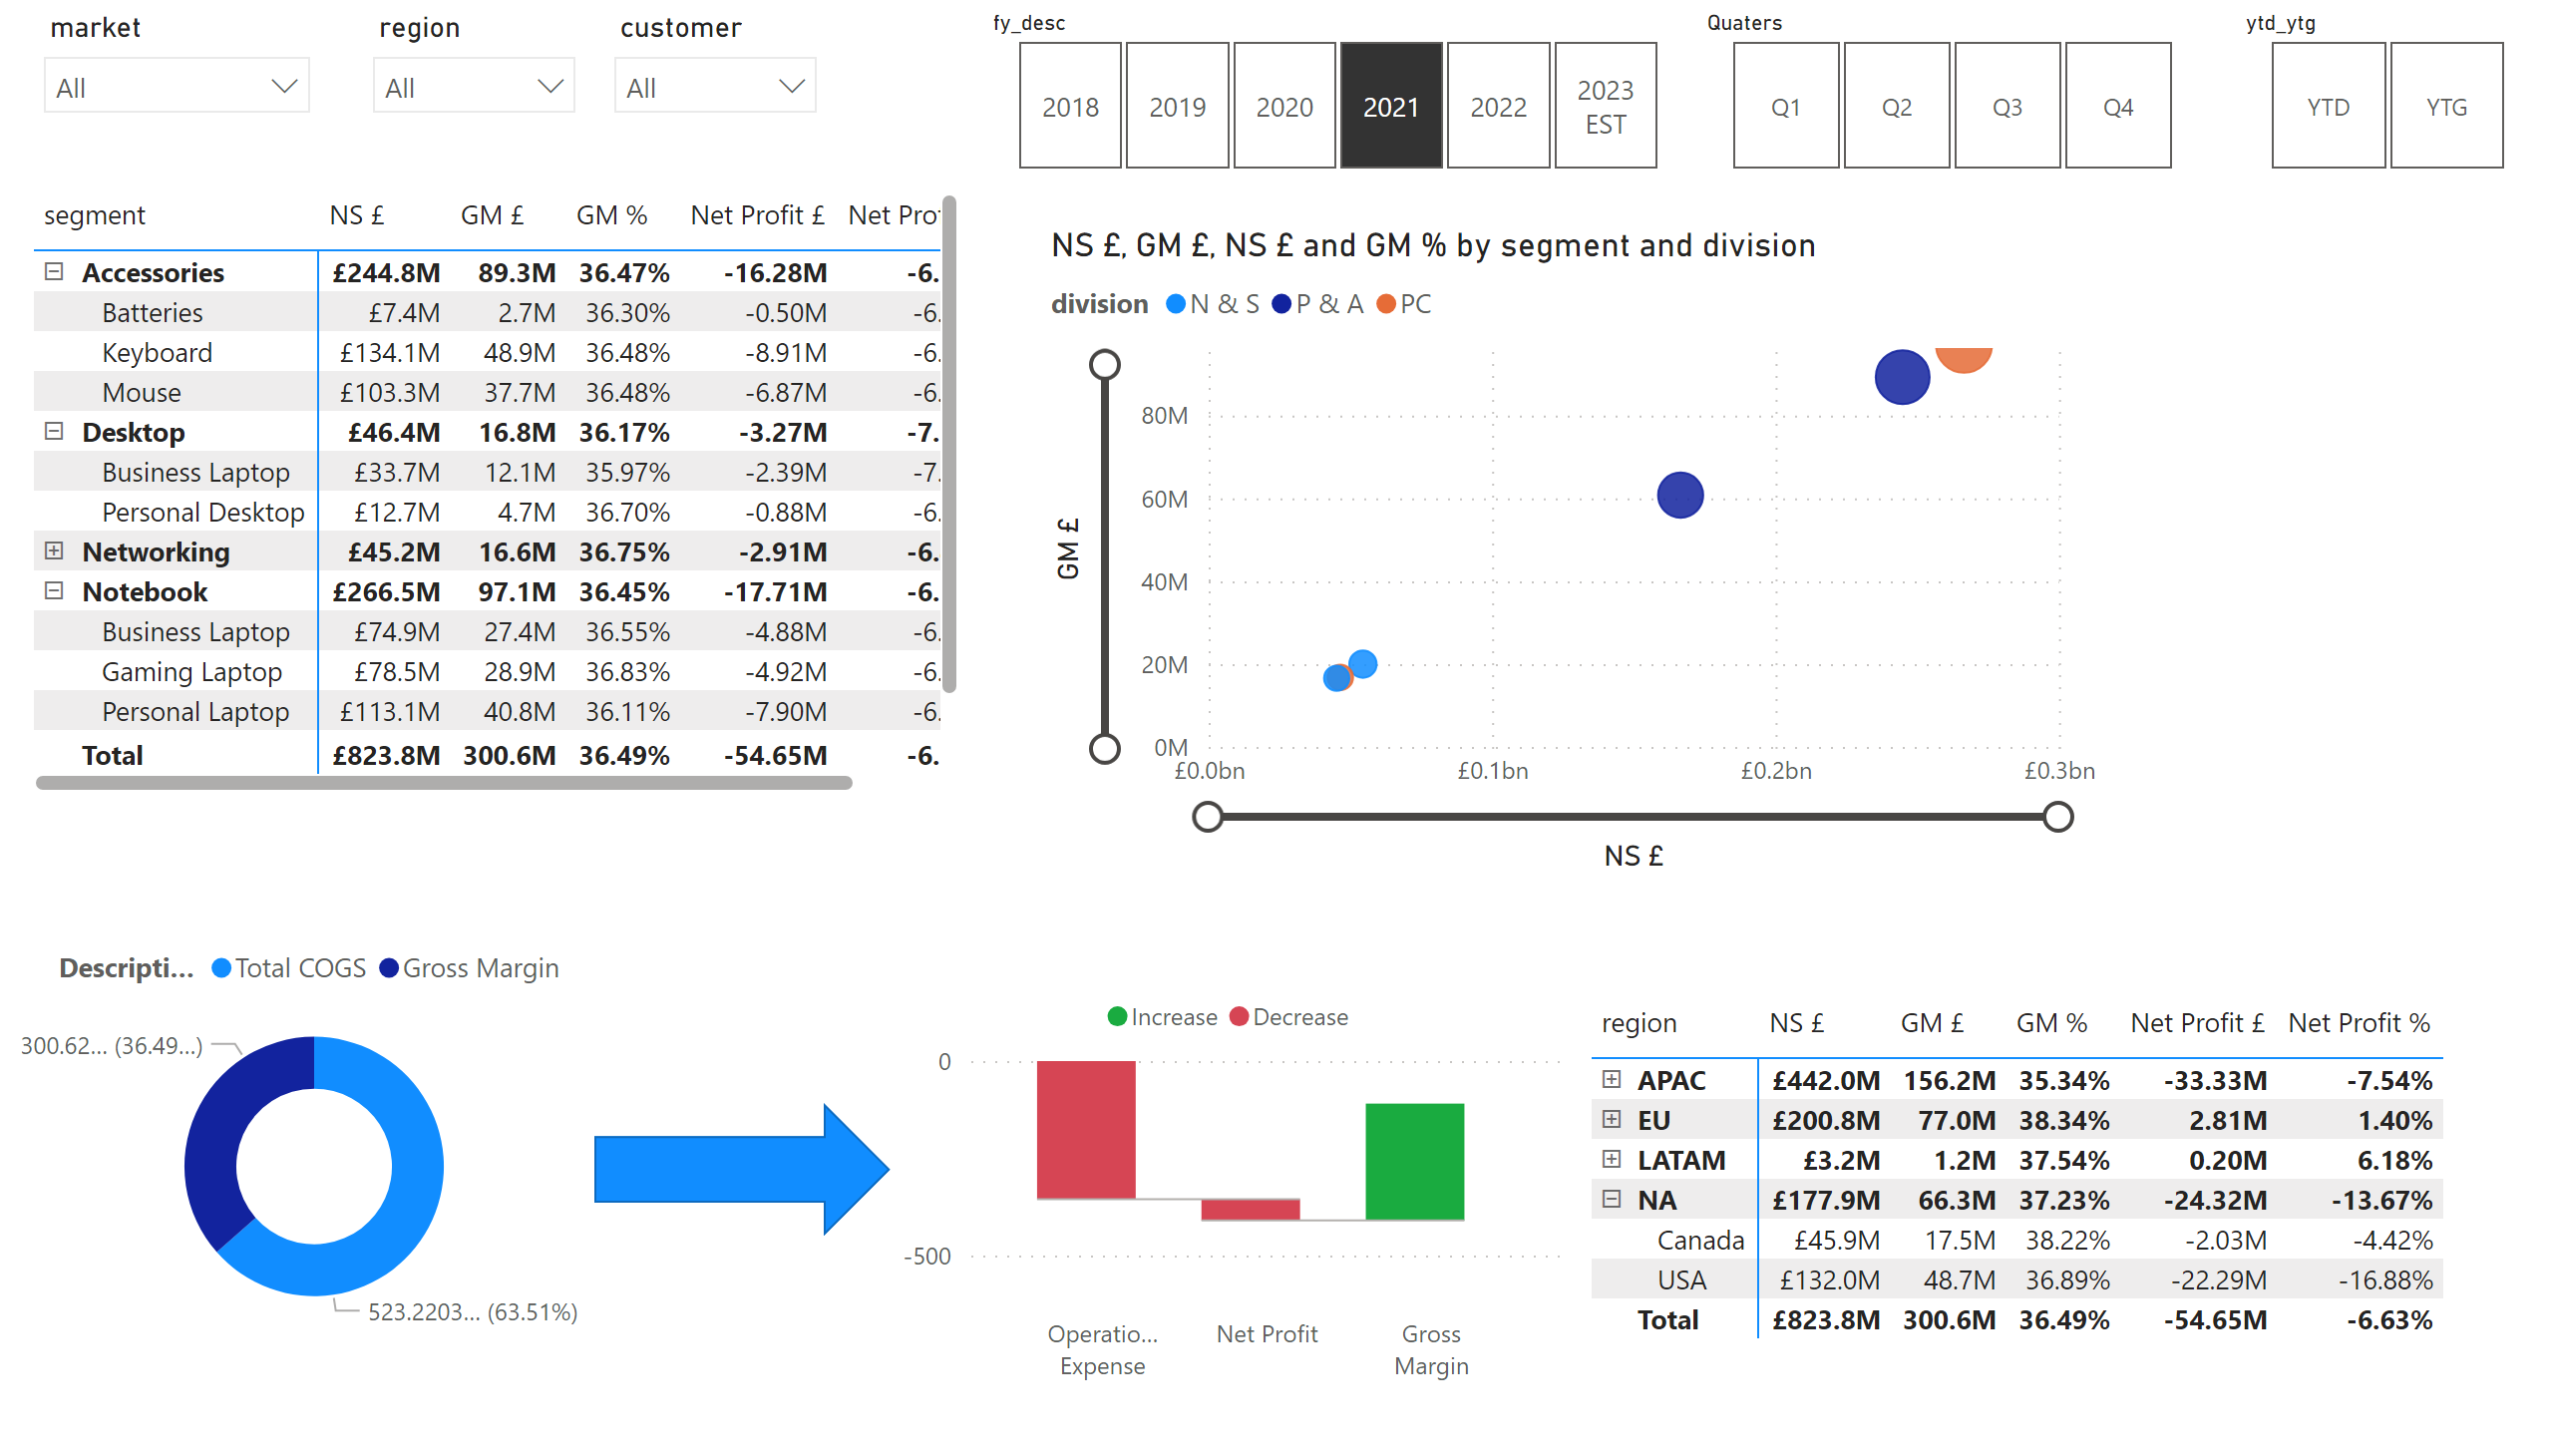 market region customer
All All All
fy_desc
2018 2019 2020 2021 2022 2023 EST
Quaters
Q1 Q2 Q3 Q4
ytd_ytg
YTD YTG
segment NS £ GM £ GM % Net Profit £ Net Pro
Accessories £244.8M 89.3M 36.47% -16.28M -6.
Batteries £7.4M 2.7M 36.30% -0.50M -6.
Keyboard £134.1M 48.9M 36.48% -8.91M -6.
Mouse £103.3M 37.7M 36.48% -6.87M -6.
Desktop £46.4M 16.8M 36.17% -3.27M -7.
Business Laptop £33.7M 12.1M 35.97% -2.39M -7.
Personal Desktop £12.7M 4.7M 36.70% -0.88M -6.
Networking £45.2M 16.6M 36.75% -2.91M -6.
Notebook £266.5M 97.1M 36.45% -17.71M -6.
Business Laptop £74.9M 27.4M 36.55% -4.88M -6.
Gaming Laptop £78.5M 28.9M 36.83% -4.92M -6.
Personal Laptop £113.1M 40.8M 36.11% -7.90M -6.
Total £823.8M 300.6M 36.49% -54.65M -6.
NS £, GM £, NS £ and GM % by segment and division
division N & S P & A PC
GM £
80M
60M
40M
20M
0M
£0.0bn £0.1bn £0.2bn £0.3bn
NS £
Descripti... Total COGS Gross Margin
300.62... (36.49...)
523.2203... (63.51%)
Increase Decrease
0
-500
Operatio... Expense
Net Profit
Gross Margin
region NS £ GM £ GM % Net Profit £ Net Profit %
APAC £442.0M 156.2M 35.34% -33.33M -7.54%
EU £200.8M 77.0M 38.34% 2.81M 1.40%
LATAM £3.2M 1.2M 37.54% 0.20M 6.18%
NA £177.9M 66.3M 37.23% -24.32M -13.67%
Canada £45.9M 17.5M 38.22% -2.03M -4.42%
USA £132.0M 48.7M 36.89% -22.29M -16.88%
Total £823.8M 300.6M 36.49% -54.65M -6.63%